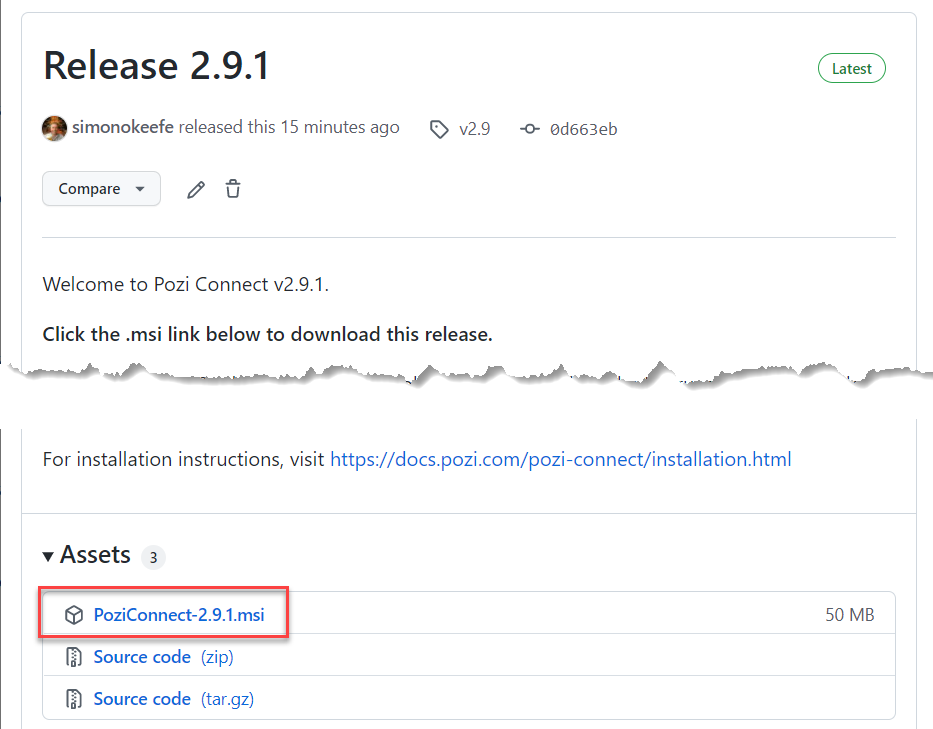 Release 2.9.1
Latest
simonokeefe released this 15 minutes ago v2.9 0d663eb
Compare
Welcome to Pozi Connect v2.9.1.
Click the .msi link below to download this release.
For installation instructions, visit https://docs.pozi.com/pozi-connect/installation.html
Assets 3
PoziConnect-2.9.1.msi 50 MB
Source code (zip)
Source code (tar.gz)